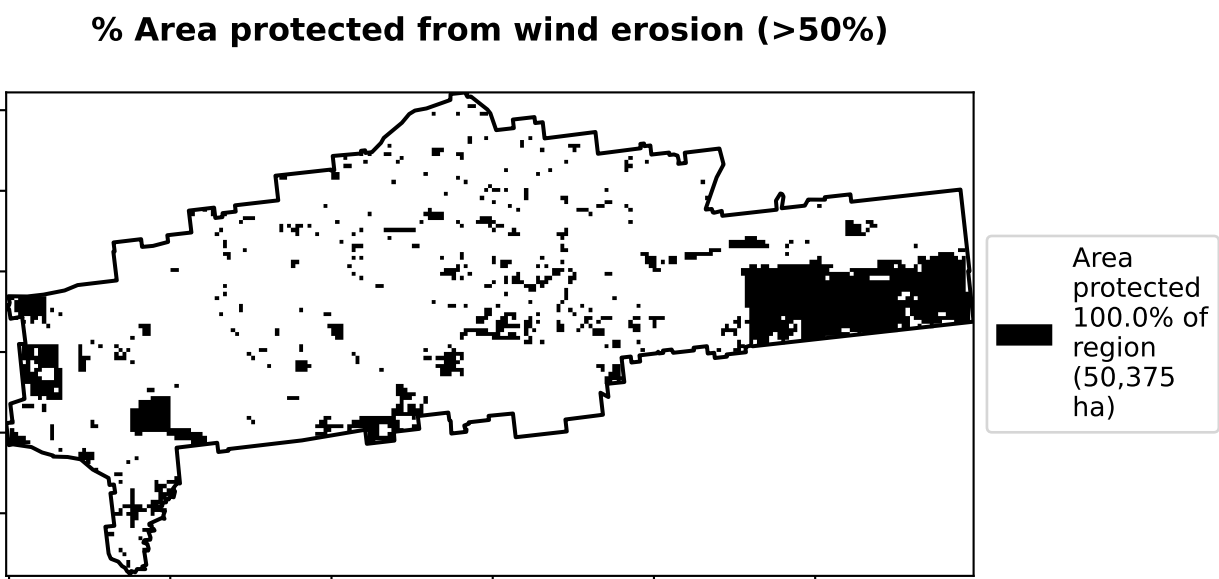 % Area protected from wind erosion (>50%)
Area
protected
100.0% of
region
(50,375
ha)